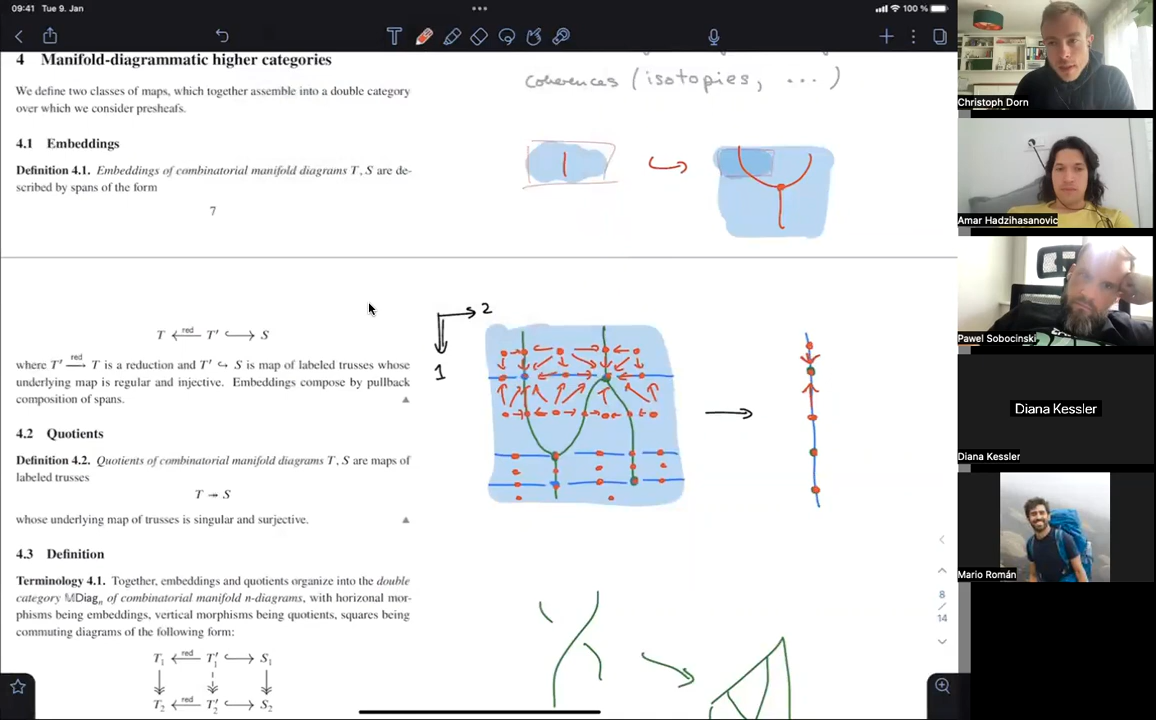 09:41 Tue 9. Jan
100 %
4 Manifold-diagrammatic higher categories
We define two classes of maps, which together assemble into a double category
over which we consider presheafs.
4.1 Embeddings
Definition 4.1. Embeddings of combinatorial manifold diagrams T, S are de-
scribed by spans of the form
7
T ←red T′ ↪ S
where T′ —red→ T is a reduction and T′ ↪ S is map of labeled trusses whose
underlying map is regular and injective. Embeddings compose by pullback
composition of spans. ▲
4.2 Quotients
Definition 4.2. Quotients of combinatorial manifold diagrams T, S are maps of
labeled trusses
T ↠ S
whose underlying map of trusses is singular and surjective. ▲
4.3 Definition
Terminology 4.1. Together, embeddings and quotients organize into the double
category 𝕄Diagₙ of combinatorial manifold n-diagrams, with horizonal mor-
phisms being embeddings, vertical morphisms being quotients, squares being
commuting diagrams of the following form:
T₁ ←red T₁′ ↪ S₁
T₂ ←red T₂′ ↪ S₂
coherences (isotopies, ...)
2
1
8
/
14
Christoph Dorn
Amar Hadzihasanovic
Pawel Sobocinski
Diana Kessler
Diana Kessler
Mario Román